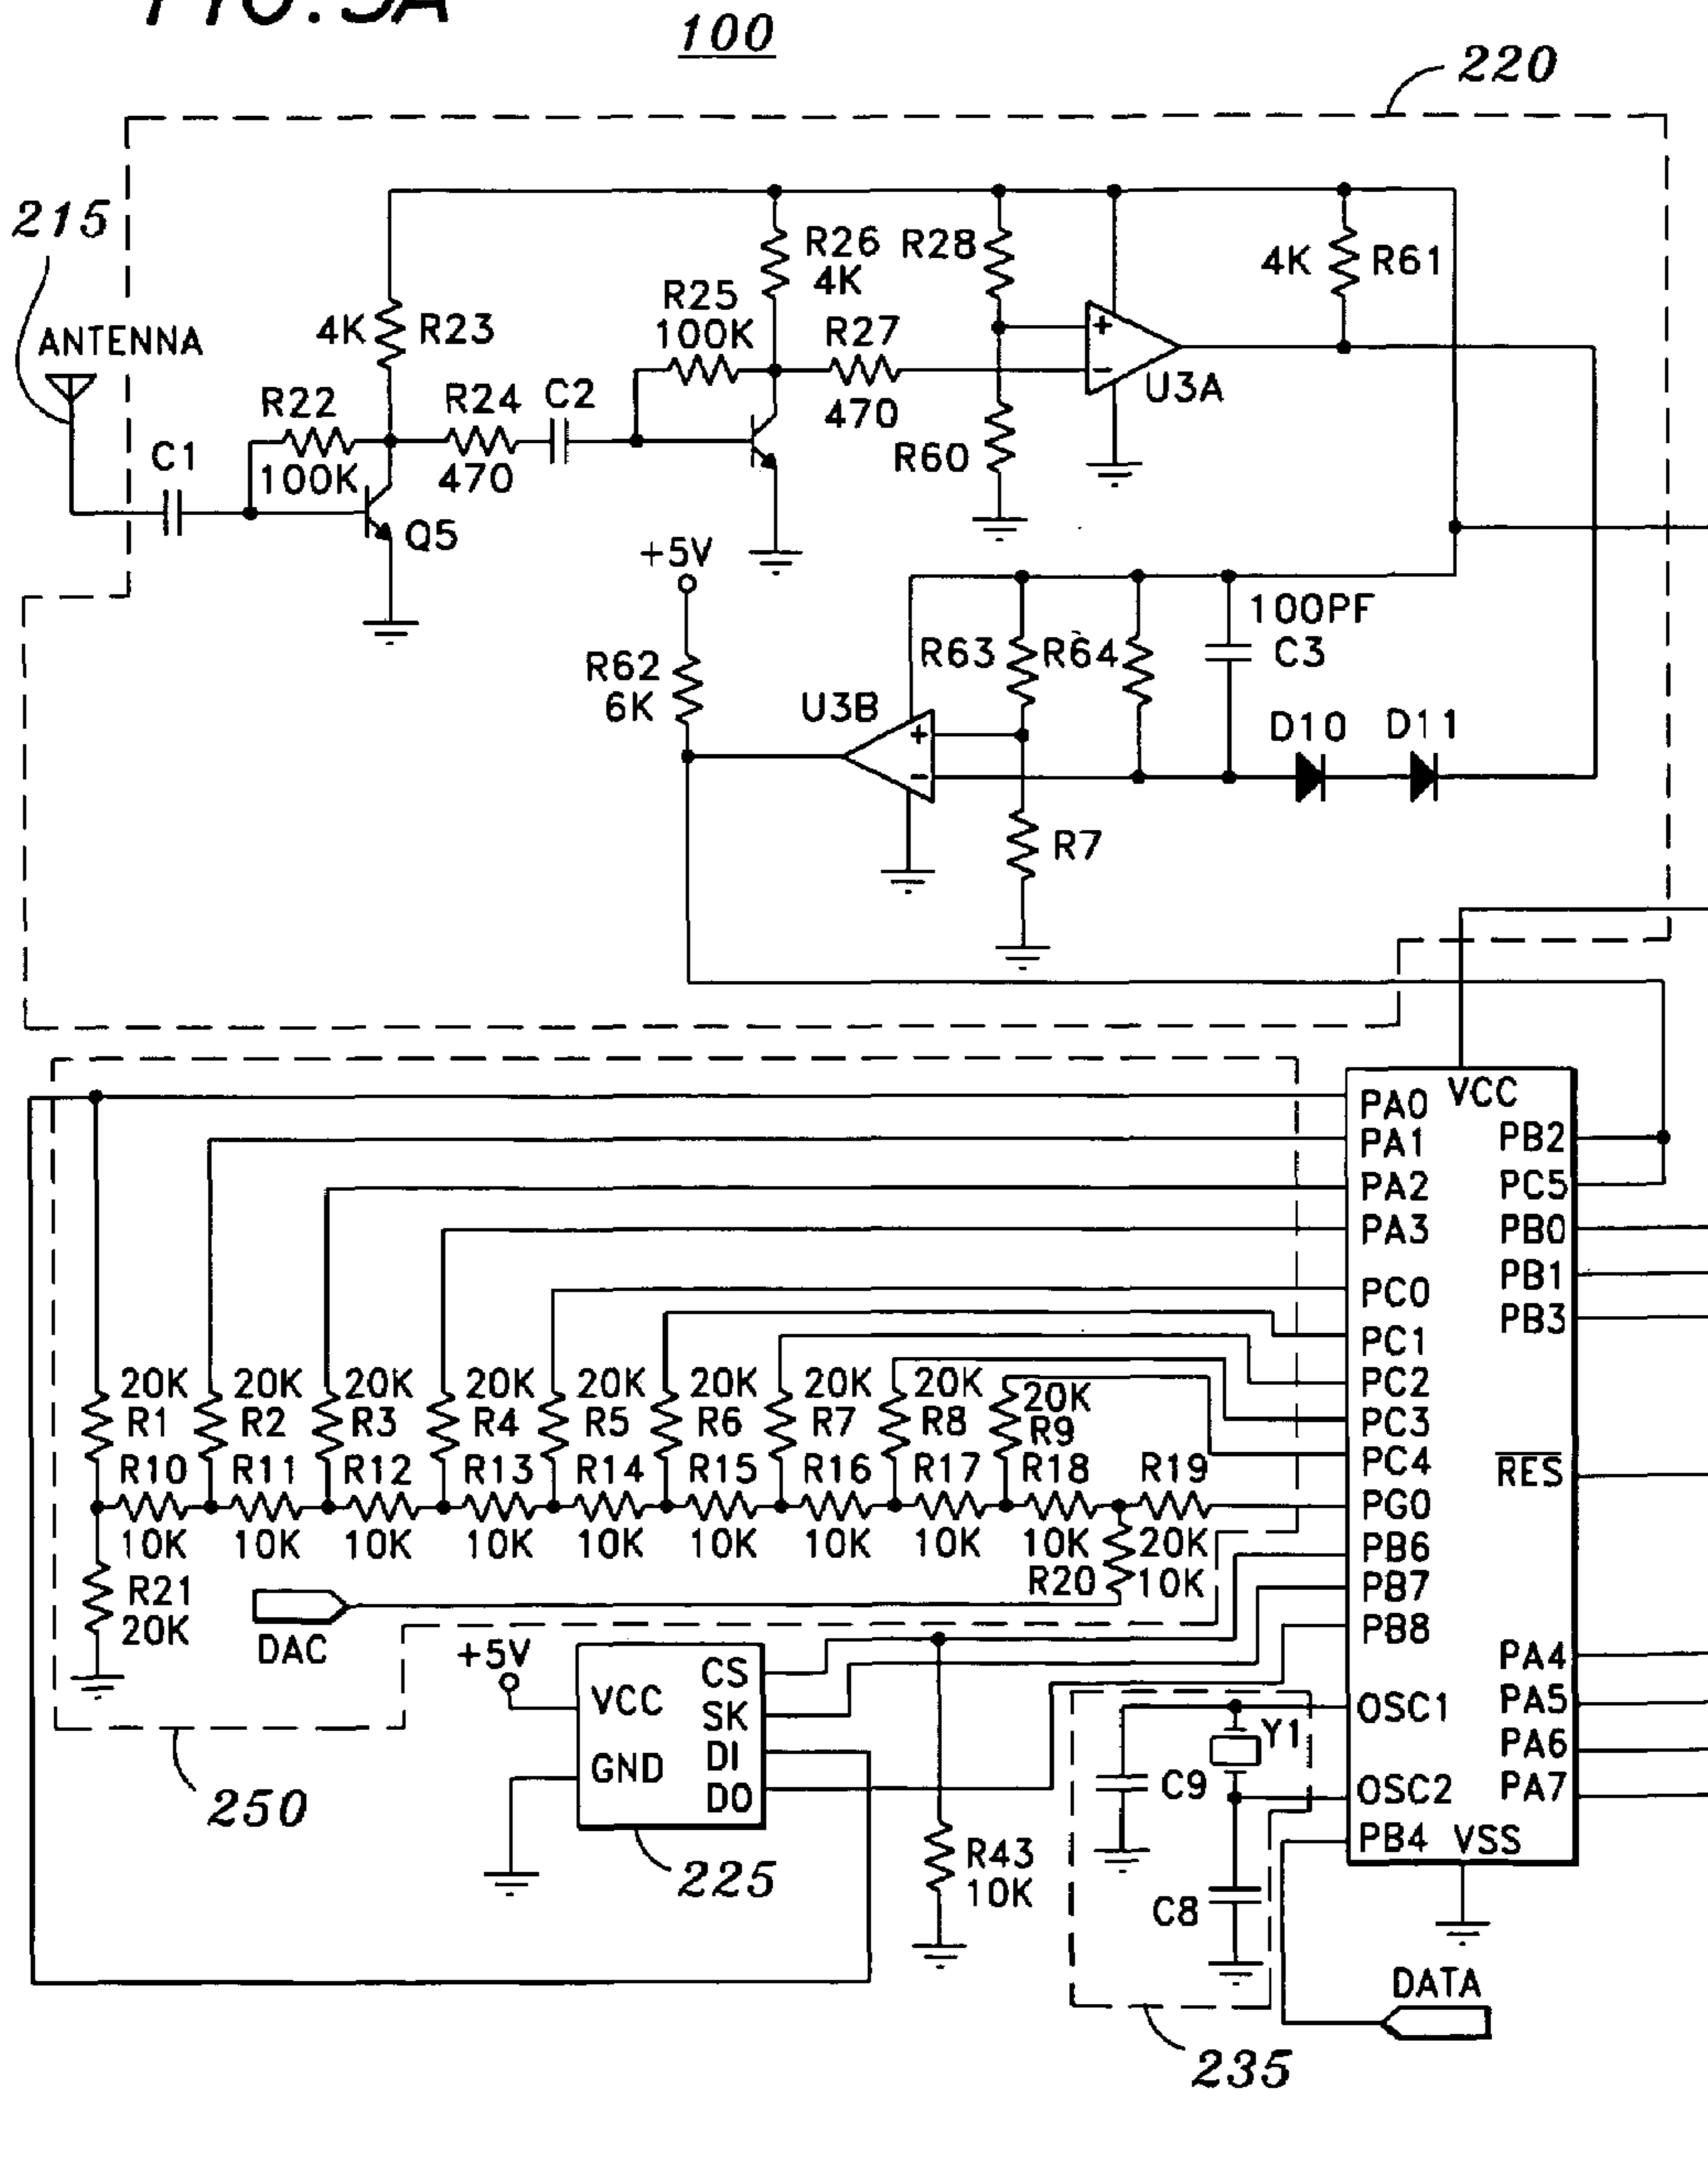 FIG. 5A
100
220
215
ANTENNA
C1
R22
100K
4K R23
Q5
R24
470
C2
R25
100K
R26
4K
R27
470
R28
R60
+
-
U3A
4K R61
+5V
R62
6K
U3B
+
-
R63
R64
100PF
C3
D10 D11
R7
PA0
PA1
PA2
PA3
PC0
PC1
PC2
PC3
PC4
PG0
PB6
PB7
PB8
OSC1
OSC2
PB4
VCC
PB2
PC5
PB0
PB1
PB3
RES
PA4
PA5
PA6
PA7
VSS
20K 20K 20K 20K 20K 20K 20K 20K 20K
R1 R2 R3 R4 R5 R6 R7 R8 R9
R10 R11 R12 R13 R14 R15 R16 R17 R18 R19
10K 10K 10K 10K 10K 10K 10K 10K 10K 20K
R20 10K
R21
20K
DAC
+5V
VCC
GND
CS
SK
DI
DO
250
225
R43
10K
Y1
C9
C8
235
DATA